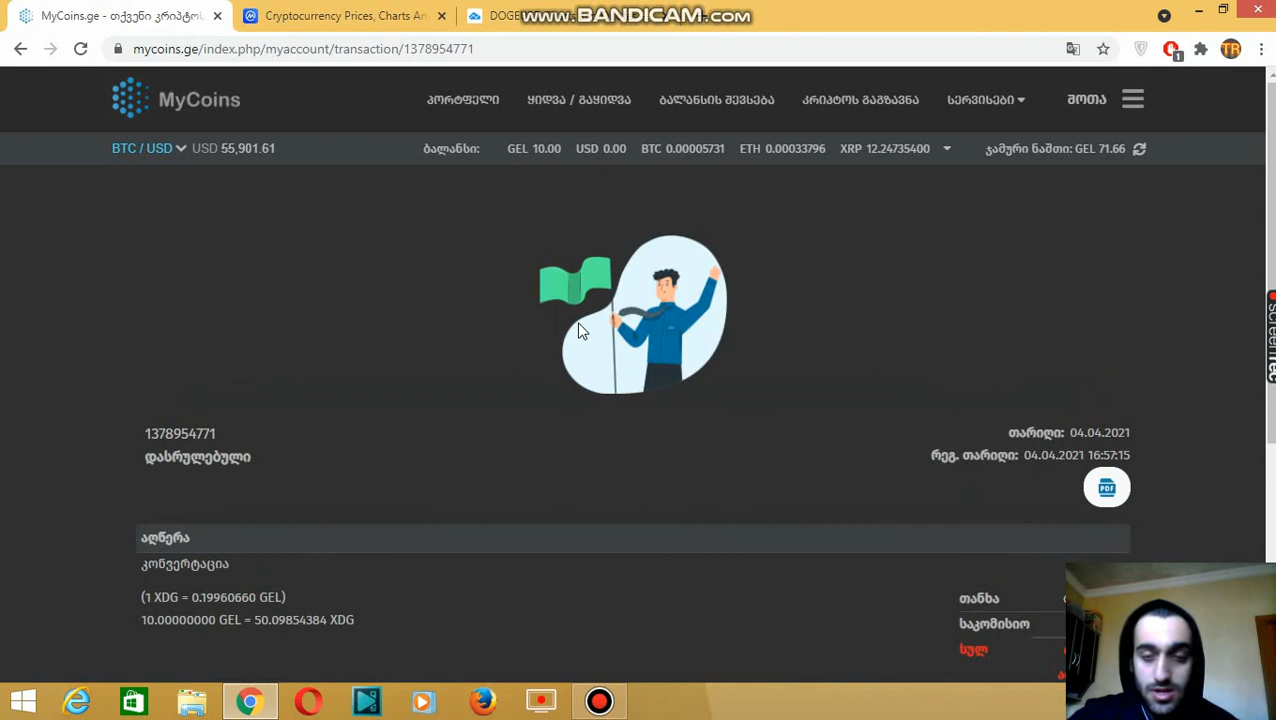 MyCoins.ge - თქვენი კრიპტოს
Cryptocurrency Prices, Charts An
DOGE
www.BANDICAM.com
mycoins.ge/index.php/myaccount/transaction/1378954771
1
TR
MyCoins
პორტფელი
ყიდვა / გაყიდვა
ბალანსის შევსება
კრიპტოს გაგზავნა
სერვისები
შოთა
BTC / USD USD 55,901.61
ბალანსი: GEL 10.00 USD 0.00 BTC 0.00005731 ETH 0.00033796 XRP 12.24735400
ჯამური ნაშთი: GEL 71.66
1378954771
დასრულებული
თარიღი: 04.04.2021
რეგ. თარიღი: 04.04.2021 16:57:15
PDF
აღწერა
კონვერტაცია
(1 XDG = 0.19960660 GEL)
10.00000000 GEL = 50.09854384 XDG
თანხა
საკომისიო
სულ
screenrec